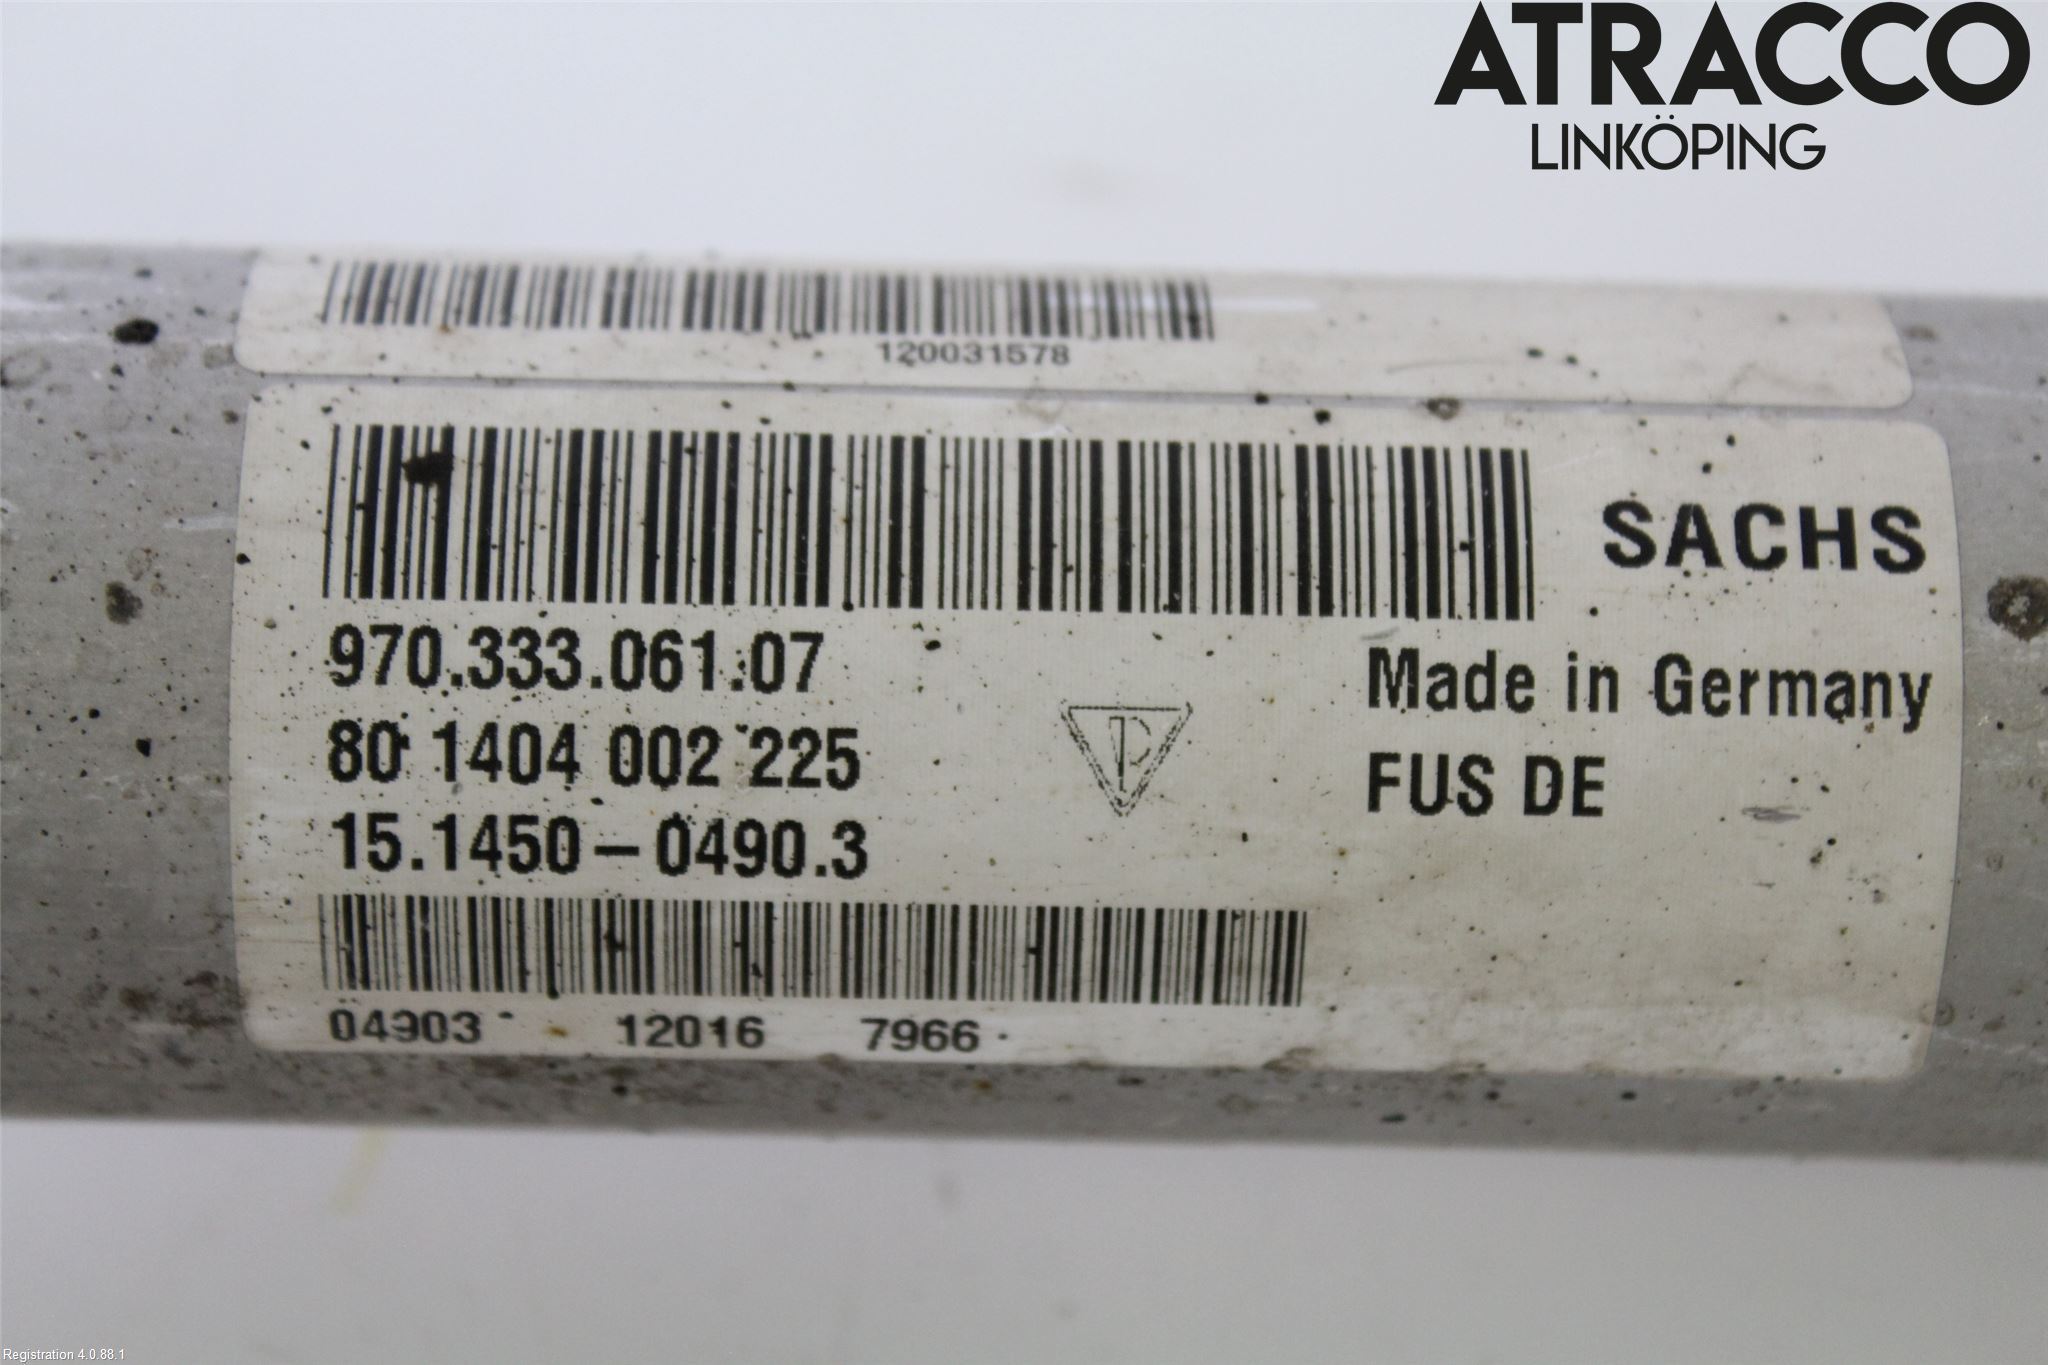 ATRACCO
LINKÖPING
120031578
SACHS
970.333.061.07
80 1404 002 225
15.1450-0490.3
Made in Germany
FUS DE
04903 12016 7966
Registration 4.0.88.1